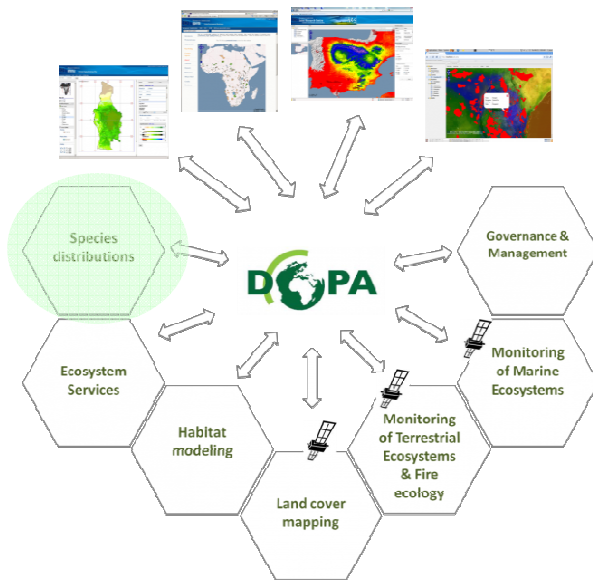 Species
distributions
DOPA
Governance &
Management
Ecosystem
Services
Monitoring
of Marine
Ecosystems
Habitat
modeling
Monitoring
of Terrestrial
Ecosystems
& Fire
ecology
Land cover
mapping